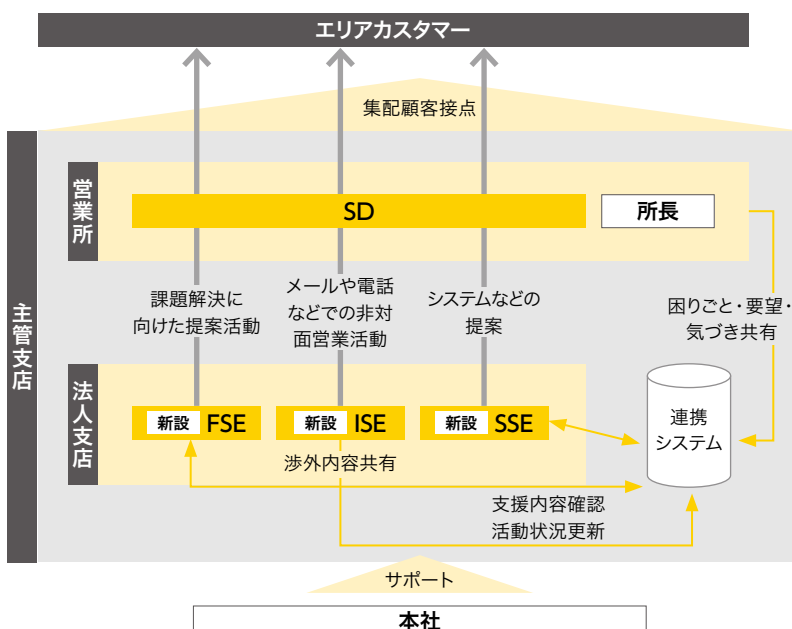 エリアカスタマー
集配顧客接点
主管支店
営業所
SD
所長
課題解決に
向けた提案活動
メールや電話
などでの非対
面営業活動
システムなどの
提案
困りごと・要望・
気づき共有
法人支店
新設 FSE
新設 ISE
新設 SSE
連携
システム
渉外内容共有
支援内容確認
活動状況更新
サポート
本社